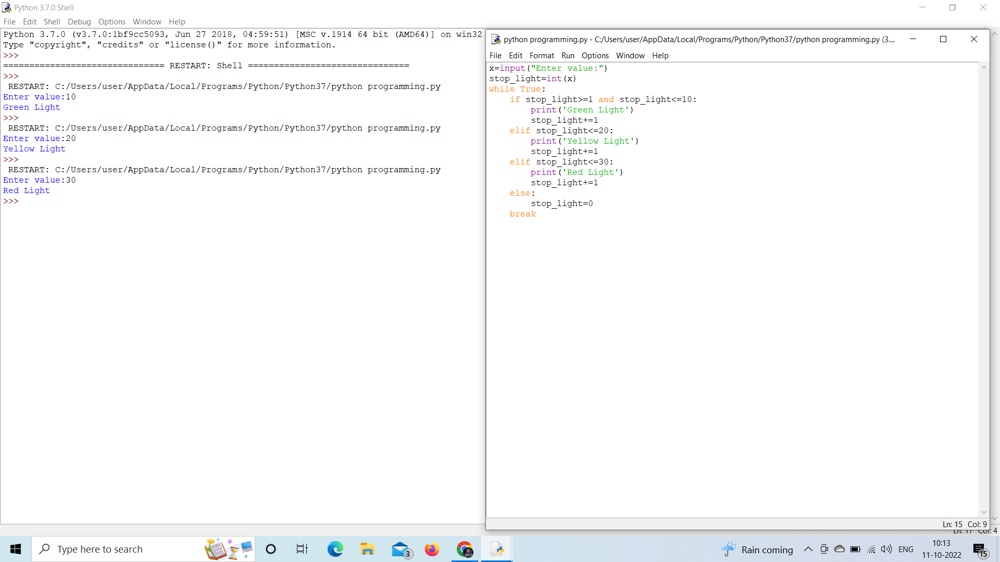 Python 3.7.0 Shell
File Edit Shell Debug Options Window Help
Python 3.7.0 (v3.7.0:1bf9cc5093, Jun 27 2018, 04:59:51) [MSC v.1914 64 bit (AMD64)] on win32
Type "copyright", "credits" or "license()" for more information.
>>>
=============================== RESTART: Shell ===============================
>>>
 RESTART: C:/Users/user/AppData/Local/Programs/Python/Python37/python programming.py
Enter value:10
Green Light
>>>
 RESTART: C:/Users/user/AppData/Local/Programs/Python/Python37/python programming.py
Enter value:20
Yellow Light
>>>
 RESTART: C:/Users/user/AppData/Local/Programs/Python/Python37/python programming.py
Enter value:30
Red Light
>>>
python programming.py - C:/Users/user/AppData/Local/Programs/Python/Python37/python programming.py (3....
File Edit Format Run Options Window Help
x=input("Enter value:")
stop_light=int(x)
while True:
    if stop_light>=1 and stop_light<=10:
        print('Green Light')
        stop_light+=1
    elif stop_light<=20:
        print('Yellow Light')
        stop_light+=1
    elif stop_light<=30:
        print('Red Light')
        stop_light+=1
    else:
        stop_light=0
    break
Ln: 15 Col: 9
Ln: 17 Col: 4
Type here to search
3
Rain coming
ENG
10:13
11-10-2022
15